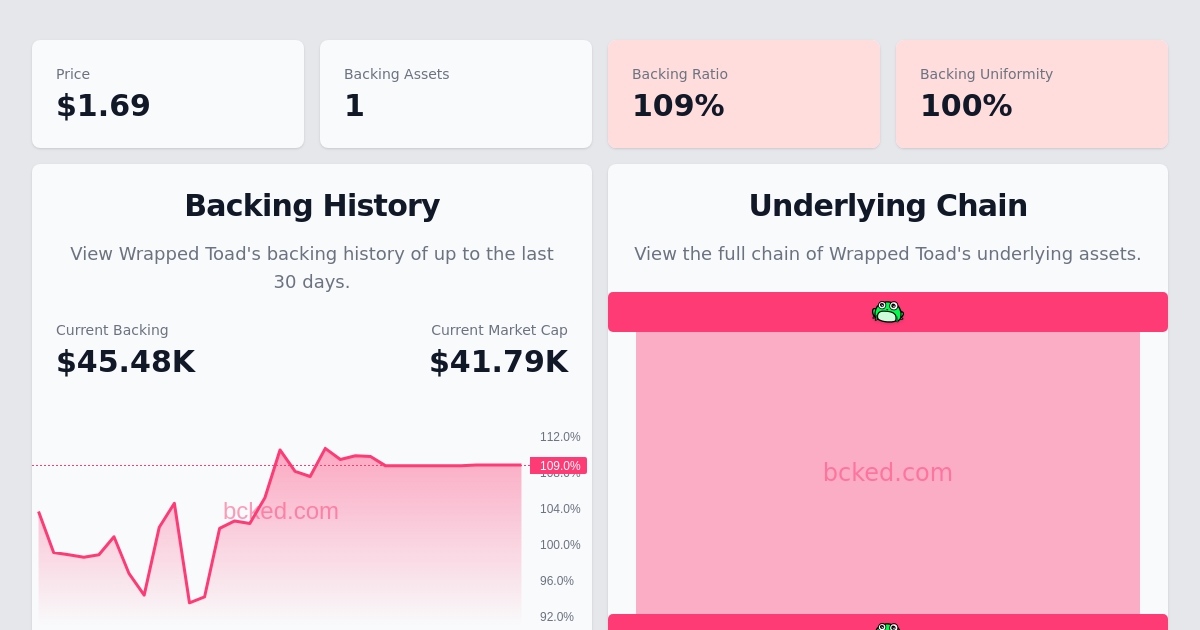 Price
$1.69
Backing Assets
1
Backing Ratio
109%
Backing Uniformity
100%
Backing History
View Wrapped Toad's backing history of up to the last
30 days.
Current Backing
$45.48K
Current Market Cap
$41.79K
112.0%
109.0%
108.0%
104.0%
100.0%
96.0%
92.0%
bcked.com
Underlying Chain
View the full chain of Wrapped Toad's underlying assets.
bcked.com